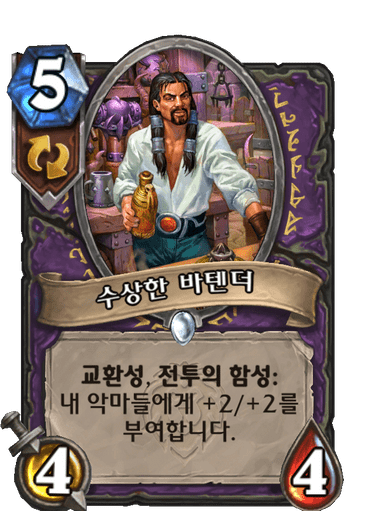 5
수상한 바텐더
교환성, 전투의 함성:
내 악마들에게 +2/+2를
부여합니다.
4
4